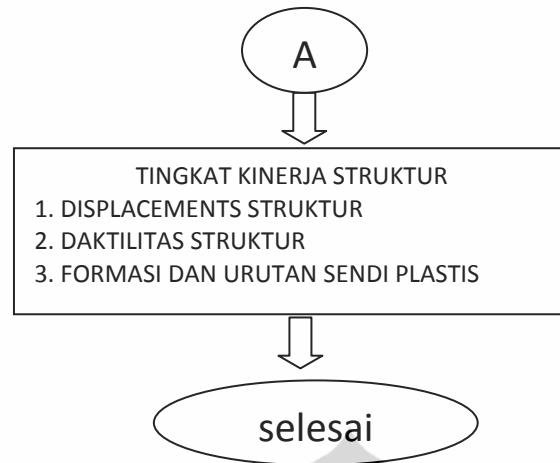 A
TINGKAT KINERJA STRUKTUR
1. DISPLACEMENTS STRUKTUR
2. DAKTILITAS STRUKTUR
3. FORMASI DAN URUTAN SENDI PLASTIS
selesai